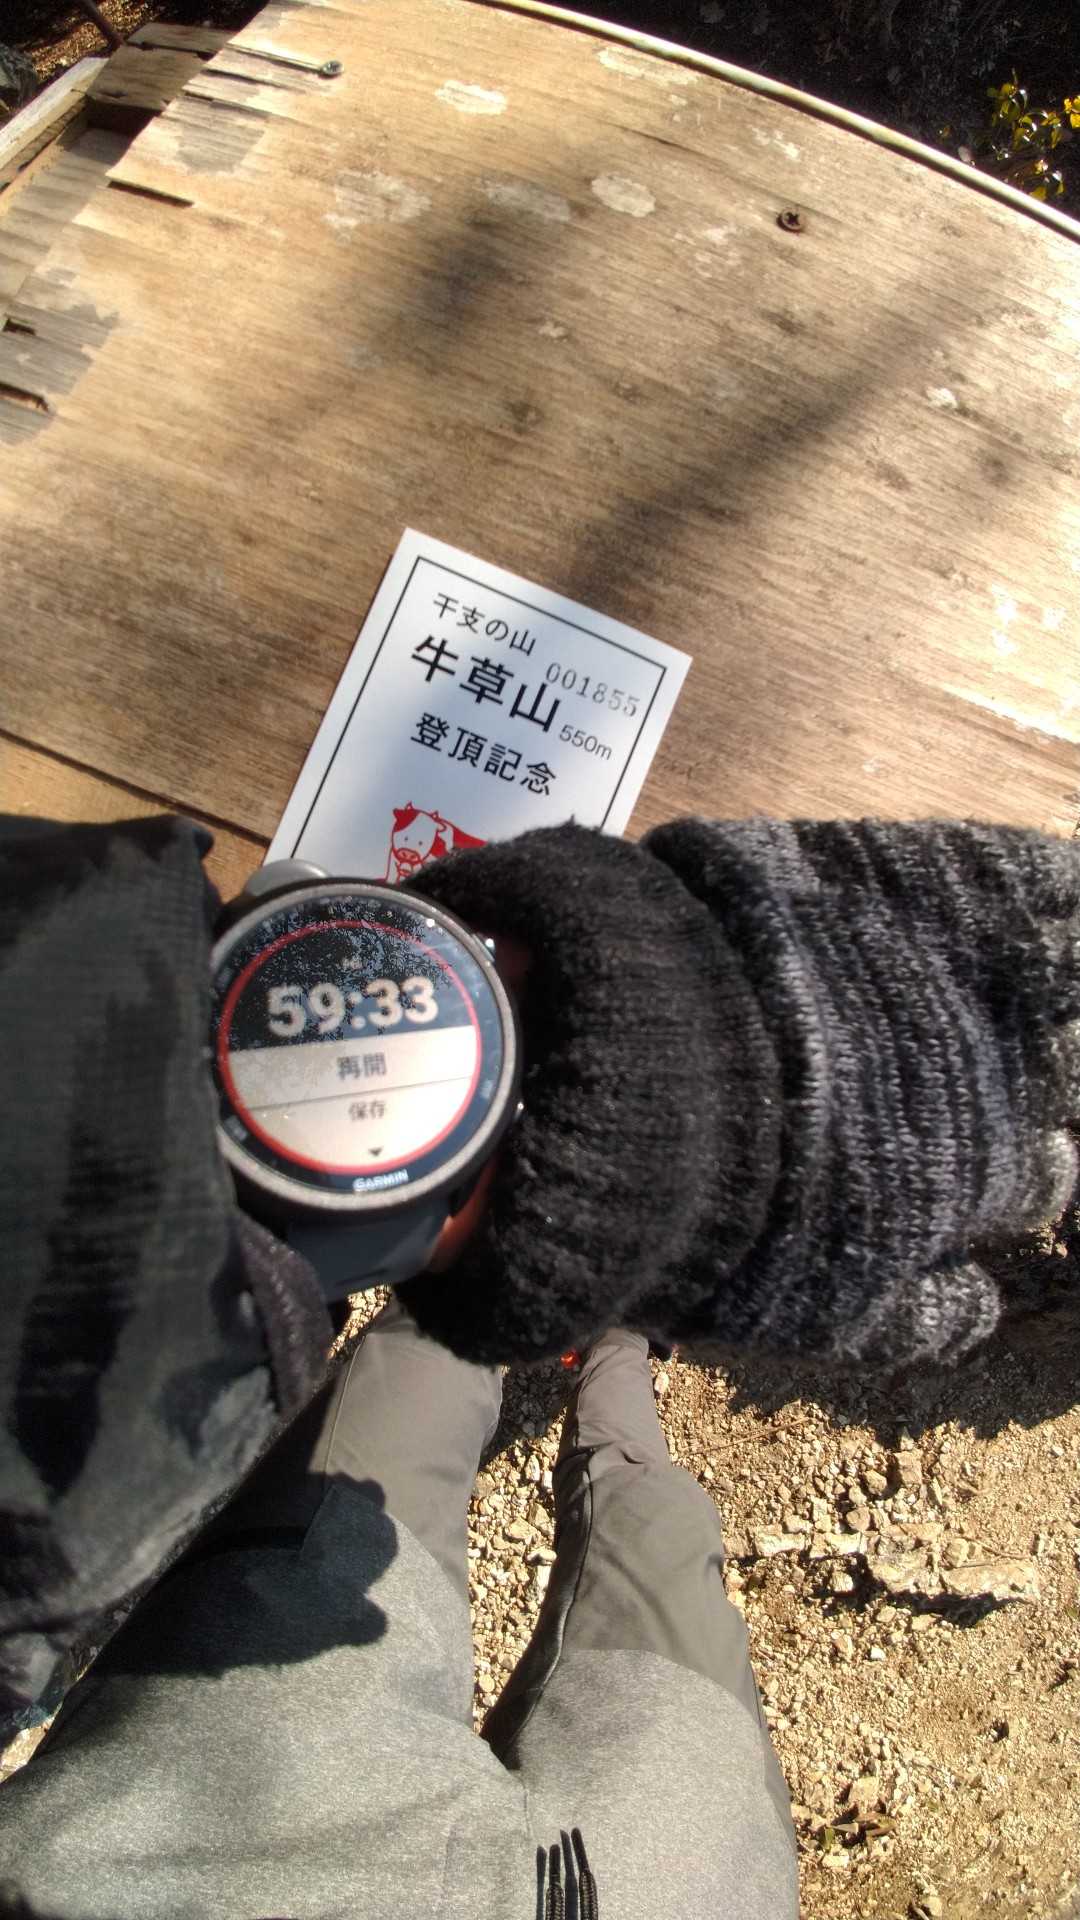 干支の山
牛草山 001855
550m
登頂記念
59:33
再開
保存
GARMIN